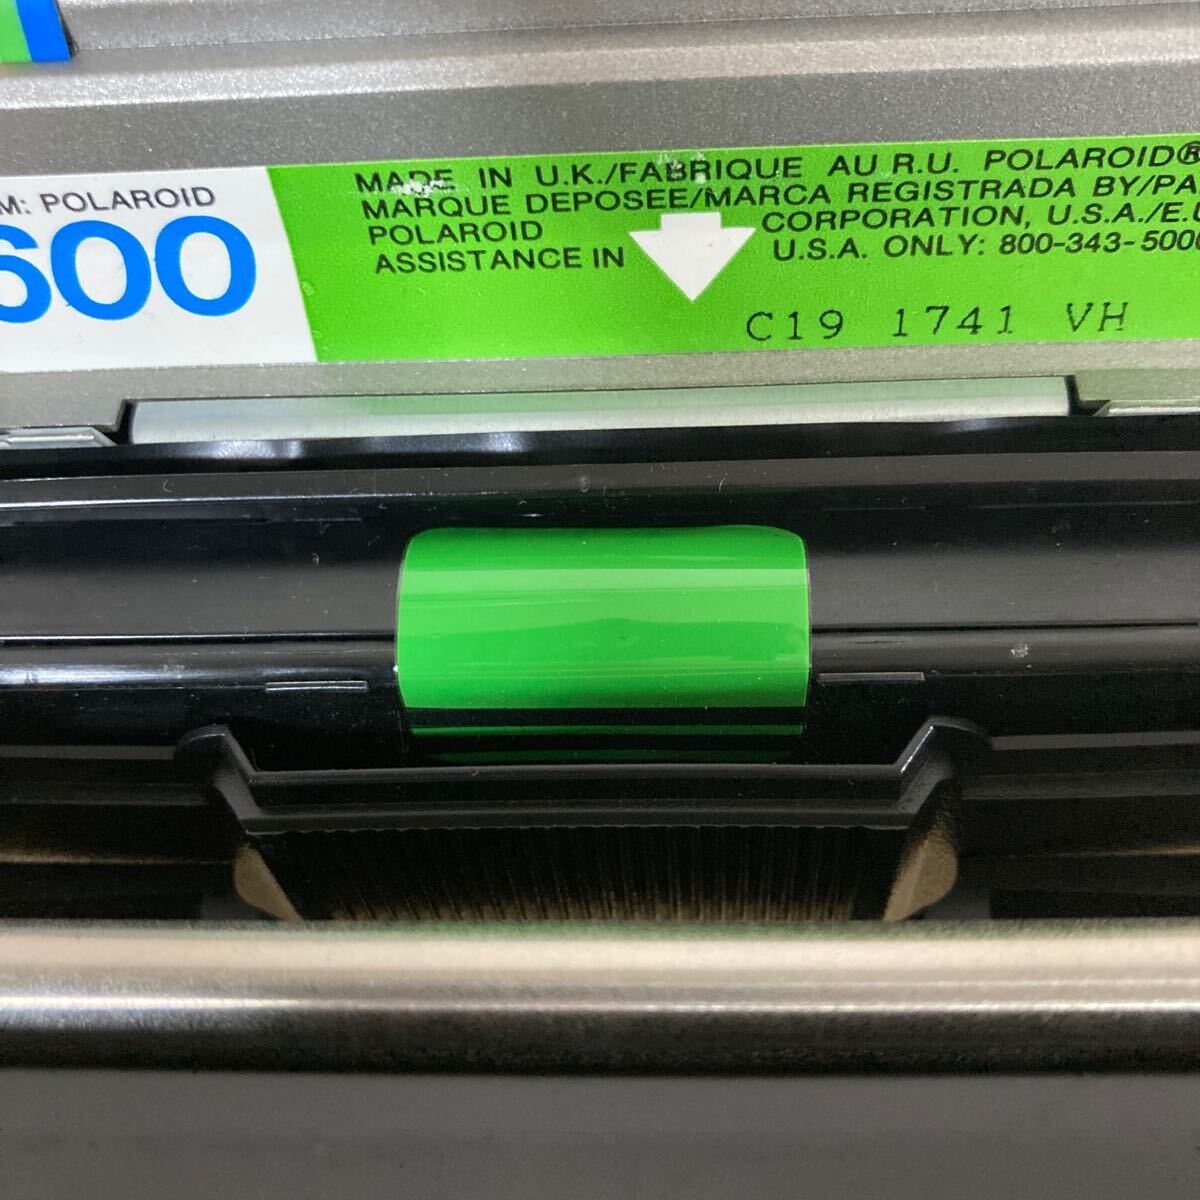 M: POLAROID
600
MADE IN U.K./FABRIQUE AU R.U. POLAROID®
MARQUE DEPOSEE/MARCA REGISTRADA BY/PA
POLAROID CORPORATION, U.S.A./E.U
ASSISTANCE IN U.S.A. ONLY: 800-343-5000
C19 1741 VH